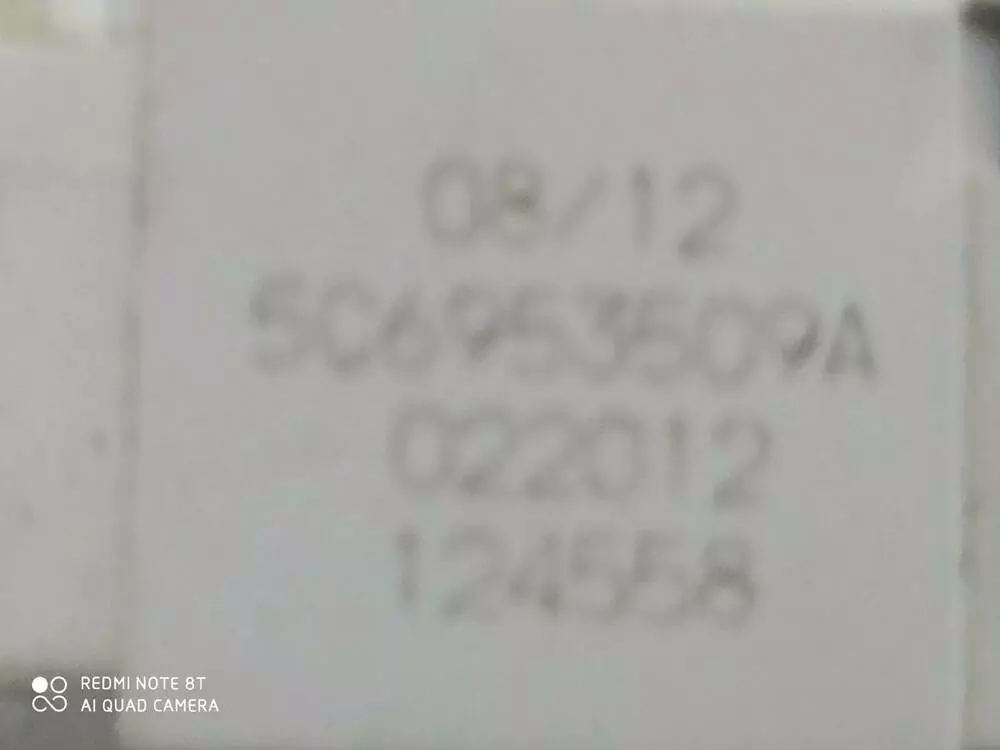 08/12
5C6953509A
022012
124558
REDMI NOTE 8T
AI QUAD CAMERA